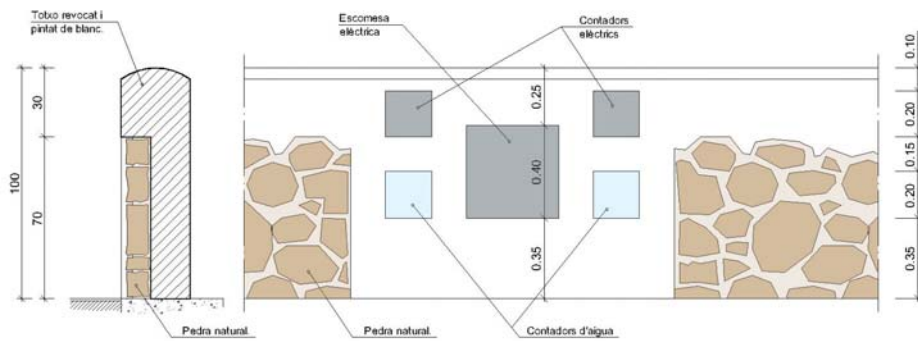 Totxo revocat i
pintat de blanc.
Escomesa
elèctrica
Contadors
elèctrics
100
30
70
0.25
0.40
0.35
0.10
0.20
0.15
0.20
0.35
Pedra natural
Pedra natural
Contadors d'aigua